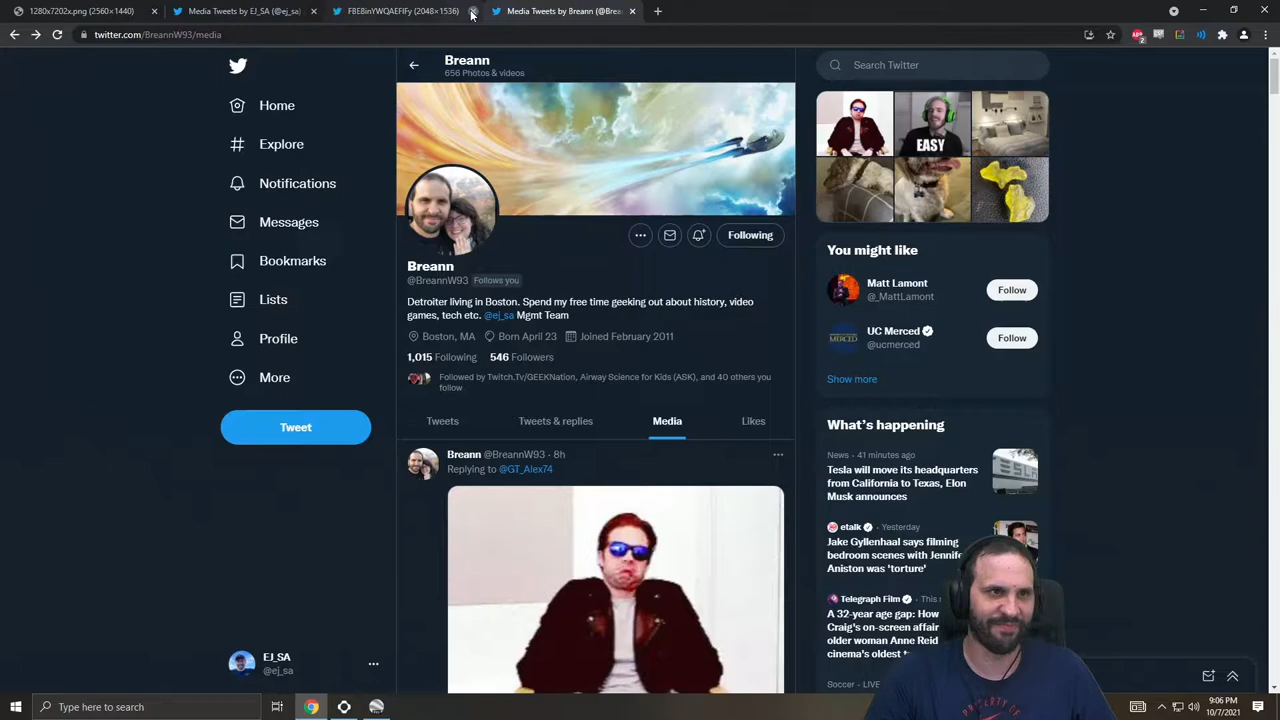 1280x7202x.png (2560×1440)
Media Tweets by EJ_SA (@ej_sa)
FBE8inYWQAEFIFy (2048×1536)
Media Tweets by Breann (@Brea
twitter.com/BreannW93/media
Breann
656 Photos & videos
Search Twitter
Home
Explore
Notifications
Messages
Bookmarks
Lists
Profile
More
Tweet
EASY
Following
Breann
@BreannW93 Follows you
Detroiter living in Boston. Spend my free time geeking out about history, video
games, tech etc. @ej_sa Mgmt Team
Boston, MA Born April 23 Joined February 2011
1,015 Following 546 Followers
Followed by Twitch.Tv/GEEKNation, Airway Science for Kids (ASK), and 40 others you
follow
Tweets Tweets & replies Media Likes
Breann @BreannW93 · 8h
Replying to @GT_Alex74
You might like
Matt Lamont
@_MattLamont
Follow
UC Merced
@ucmerced
Follow
Show more
What's happening
News · 41 minutes ago
Tesla will move its headquarters
from California to Texas, Elon
Musk announces
etalk · Yesterday
Jake Gyllenhaal says filming
bedroom scenes with Jennife
Aniston was 'torture'
Telegraph Film · This
A 32-year age gap: How
Craig's on-screen affair
older woman Anne Reid
cinema's oldest
Soccer · LIVE
EJ_SA
@ej_sa
PROPERTY OF
Type here to search
9:06 PM
10/7/2021